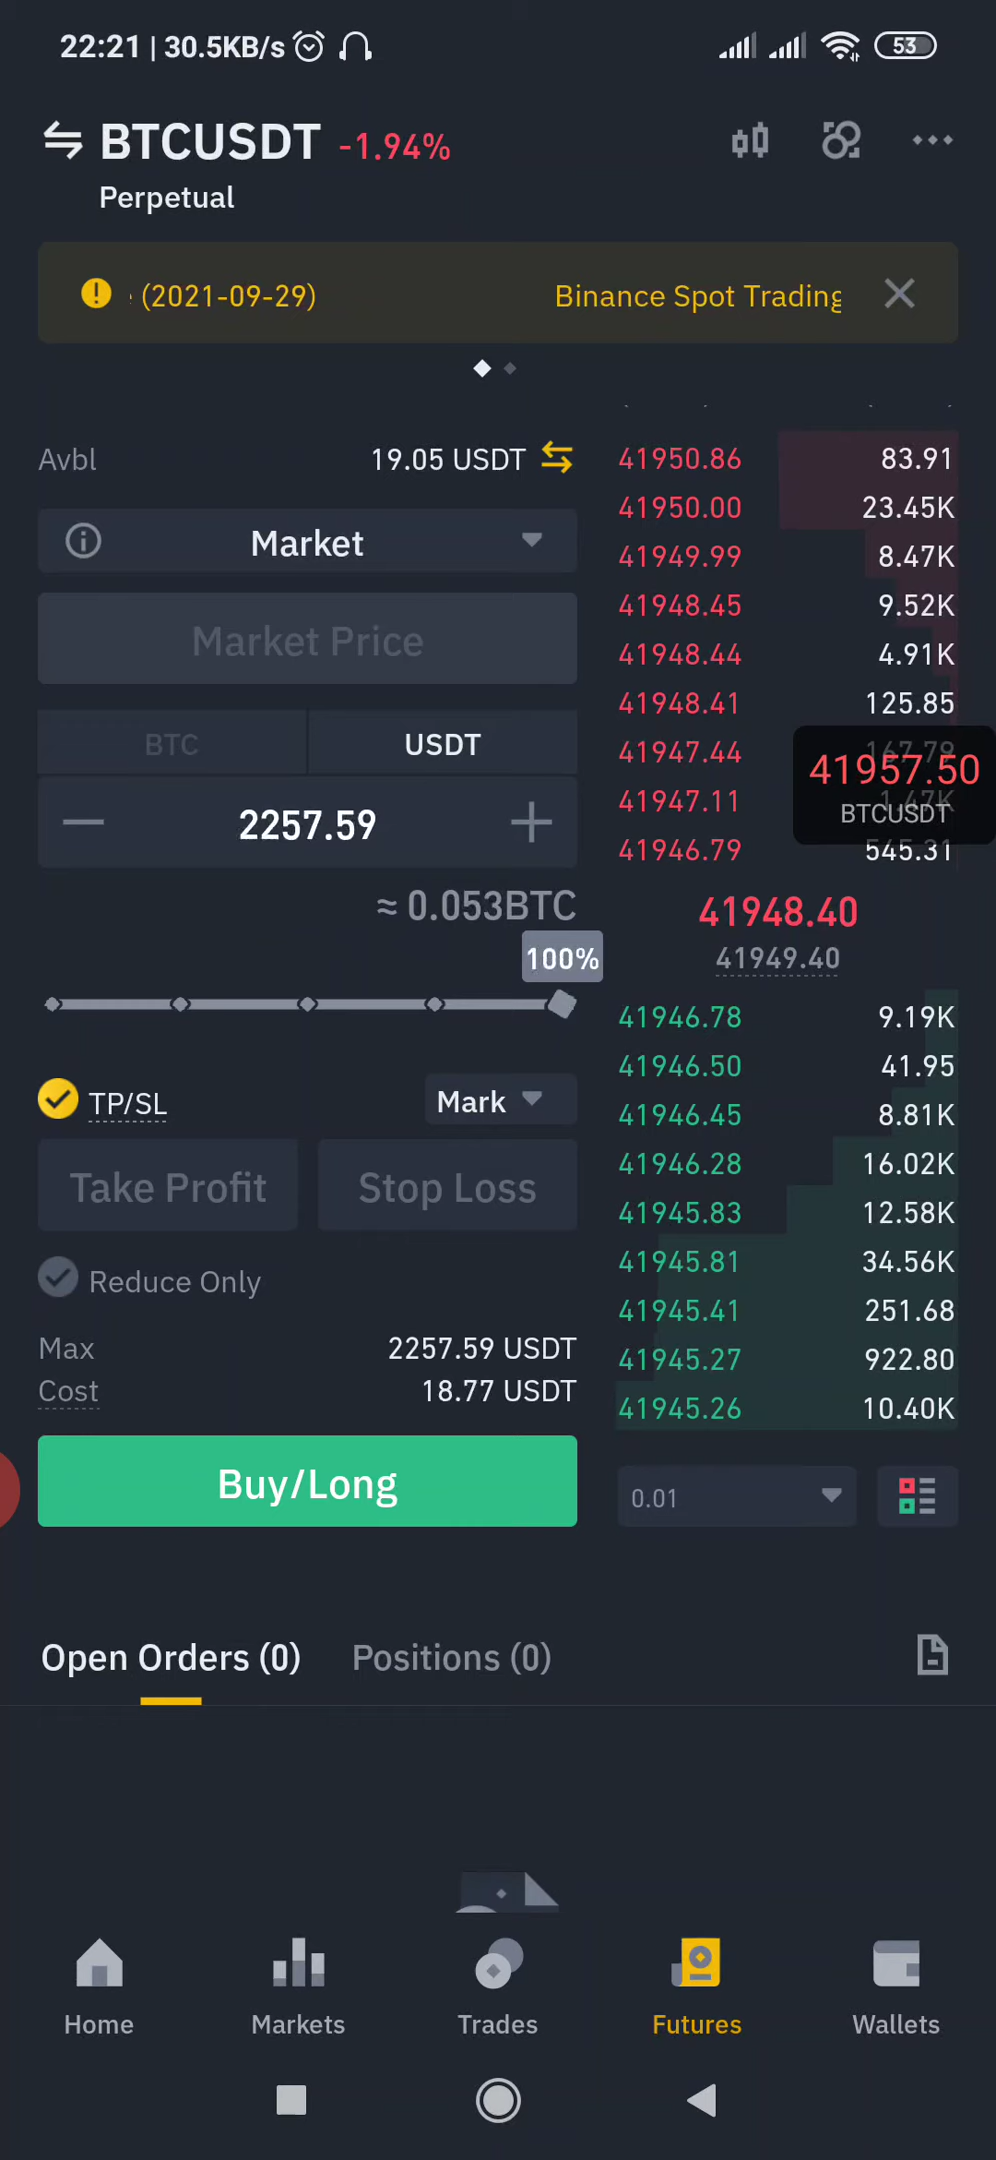 22:21 | 30.5KB/s
53
BTCUSDT -1.94%
Perpetual
(2021-09-29) Binance Spot Trading
Avbl 19.05 USDT
Market
Market Price
BTC USDT
2257.59
≈ 0.053BTC
100%
TP/SL Mark
Take Profit Stop Loss
Reduce Only
Max 2257.59 USDT
Cost 18.77 USDT
Buy/Long
41950.86 83.91
41950.00 23.45K
41949.99 8.47K
41948.45 9.52K
41948.44 4.91K
41948.41 125.85
41947.44 167.79
41947.11 1.47K
41946.79 545.31
41957.50
BTCUSDT
41948.40
41949.40
41946.78 9.19K
41946.50 41.95
41946.45 8.81K
41946.28 16.02K
41945.83 12.58K
41945.81 34.56K
41945.41 251.68
41945.27 922.80
41945.26 10.40K
0.01
Open Orders (0) Positions (0)
Home Markets Trades Futures Wallets